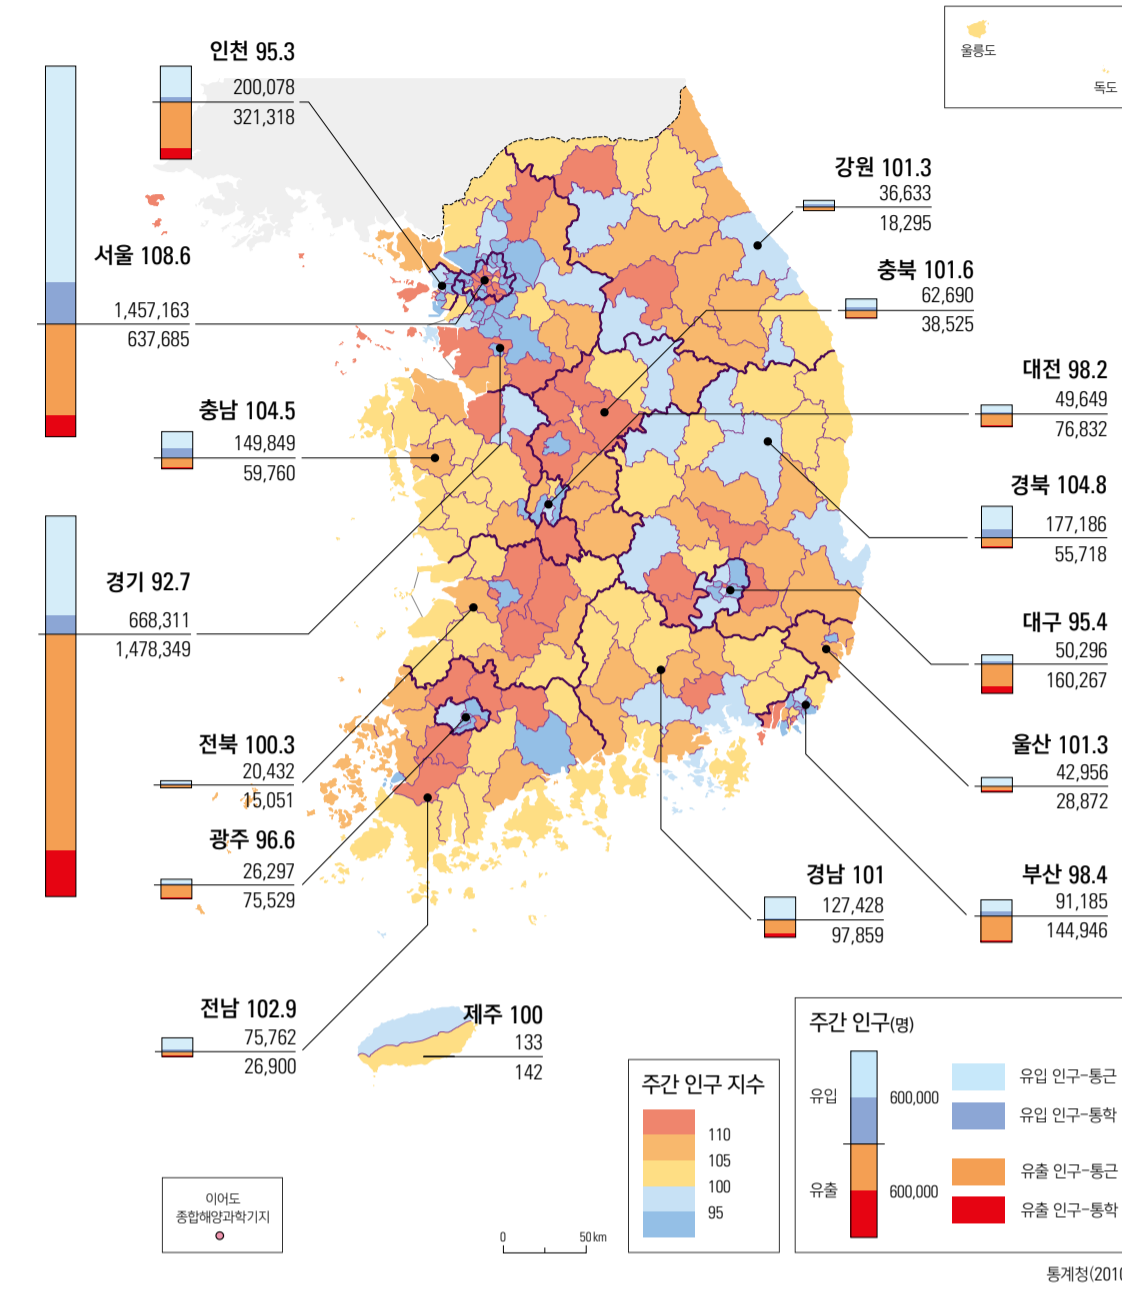 울릉도
독도
인천 95.3
200,078
321,318
강원 101.3
36,633
18,295
서울 108.6
1,457,163
637,685
충북 101.6
62,690
38,525
대전 98.2
49,649
76,832
충남 104.5
149,849
59,760
경북 104.8
177,186
55,718
경기 92.7
668,311
1,478,349
대구 95.4
50,296
160,267
전북 100.3
20,432
15,051
울산 101.3
42,956
28,872
광주 96.6
26,297
75,529
경남 101
127,428
97,859
부산 98.4
91,185
144,946
전남 102.9
75,762
26,900
제주 100
133
142
주간 인구 지수
110
105
100
95
주간 인구(명)
유입
600,000
유출
600,000
유입 인구-통근
유입 인구-통학
유출 인구-통근
유출 인구-통학
이어도
종합해양과학기지
0 50 km
통계청(2010